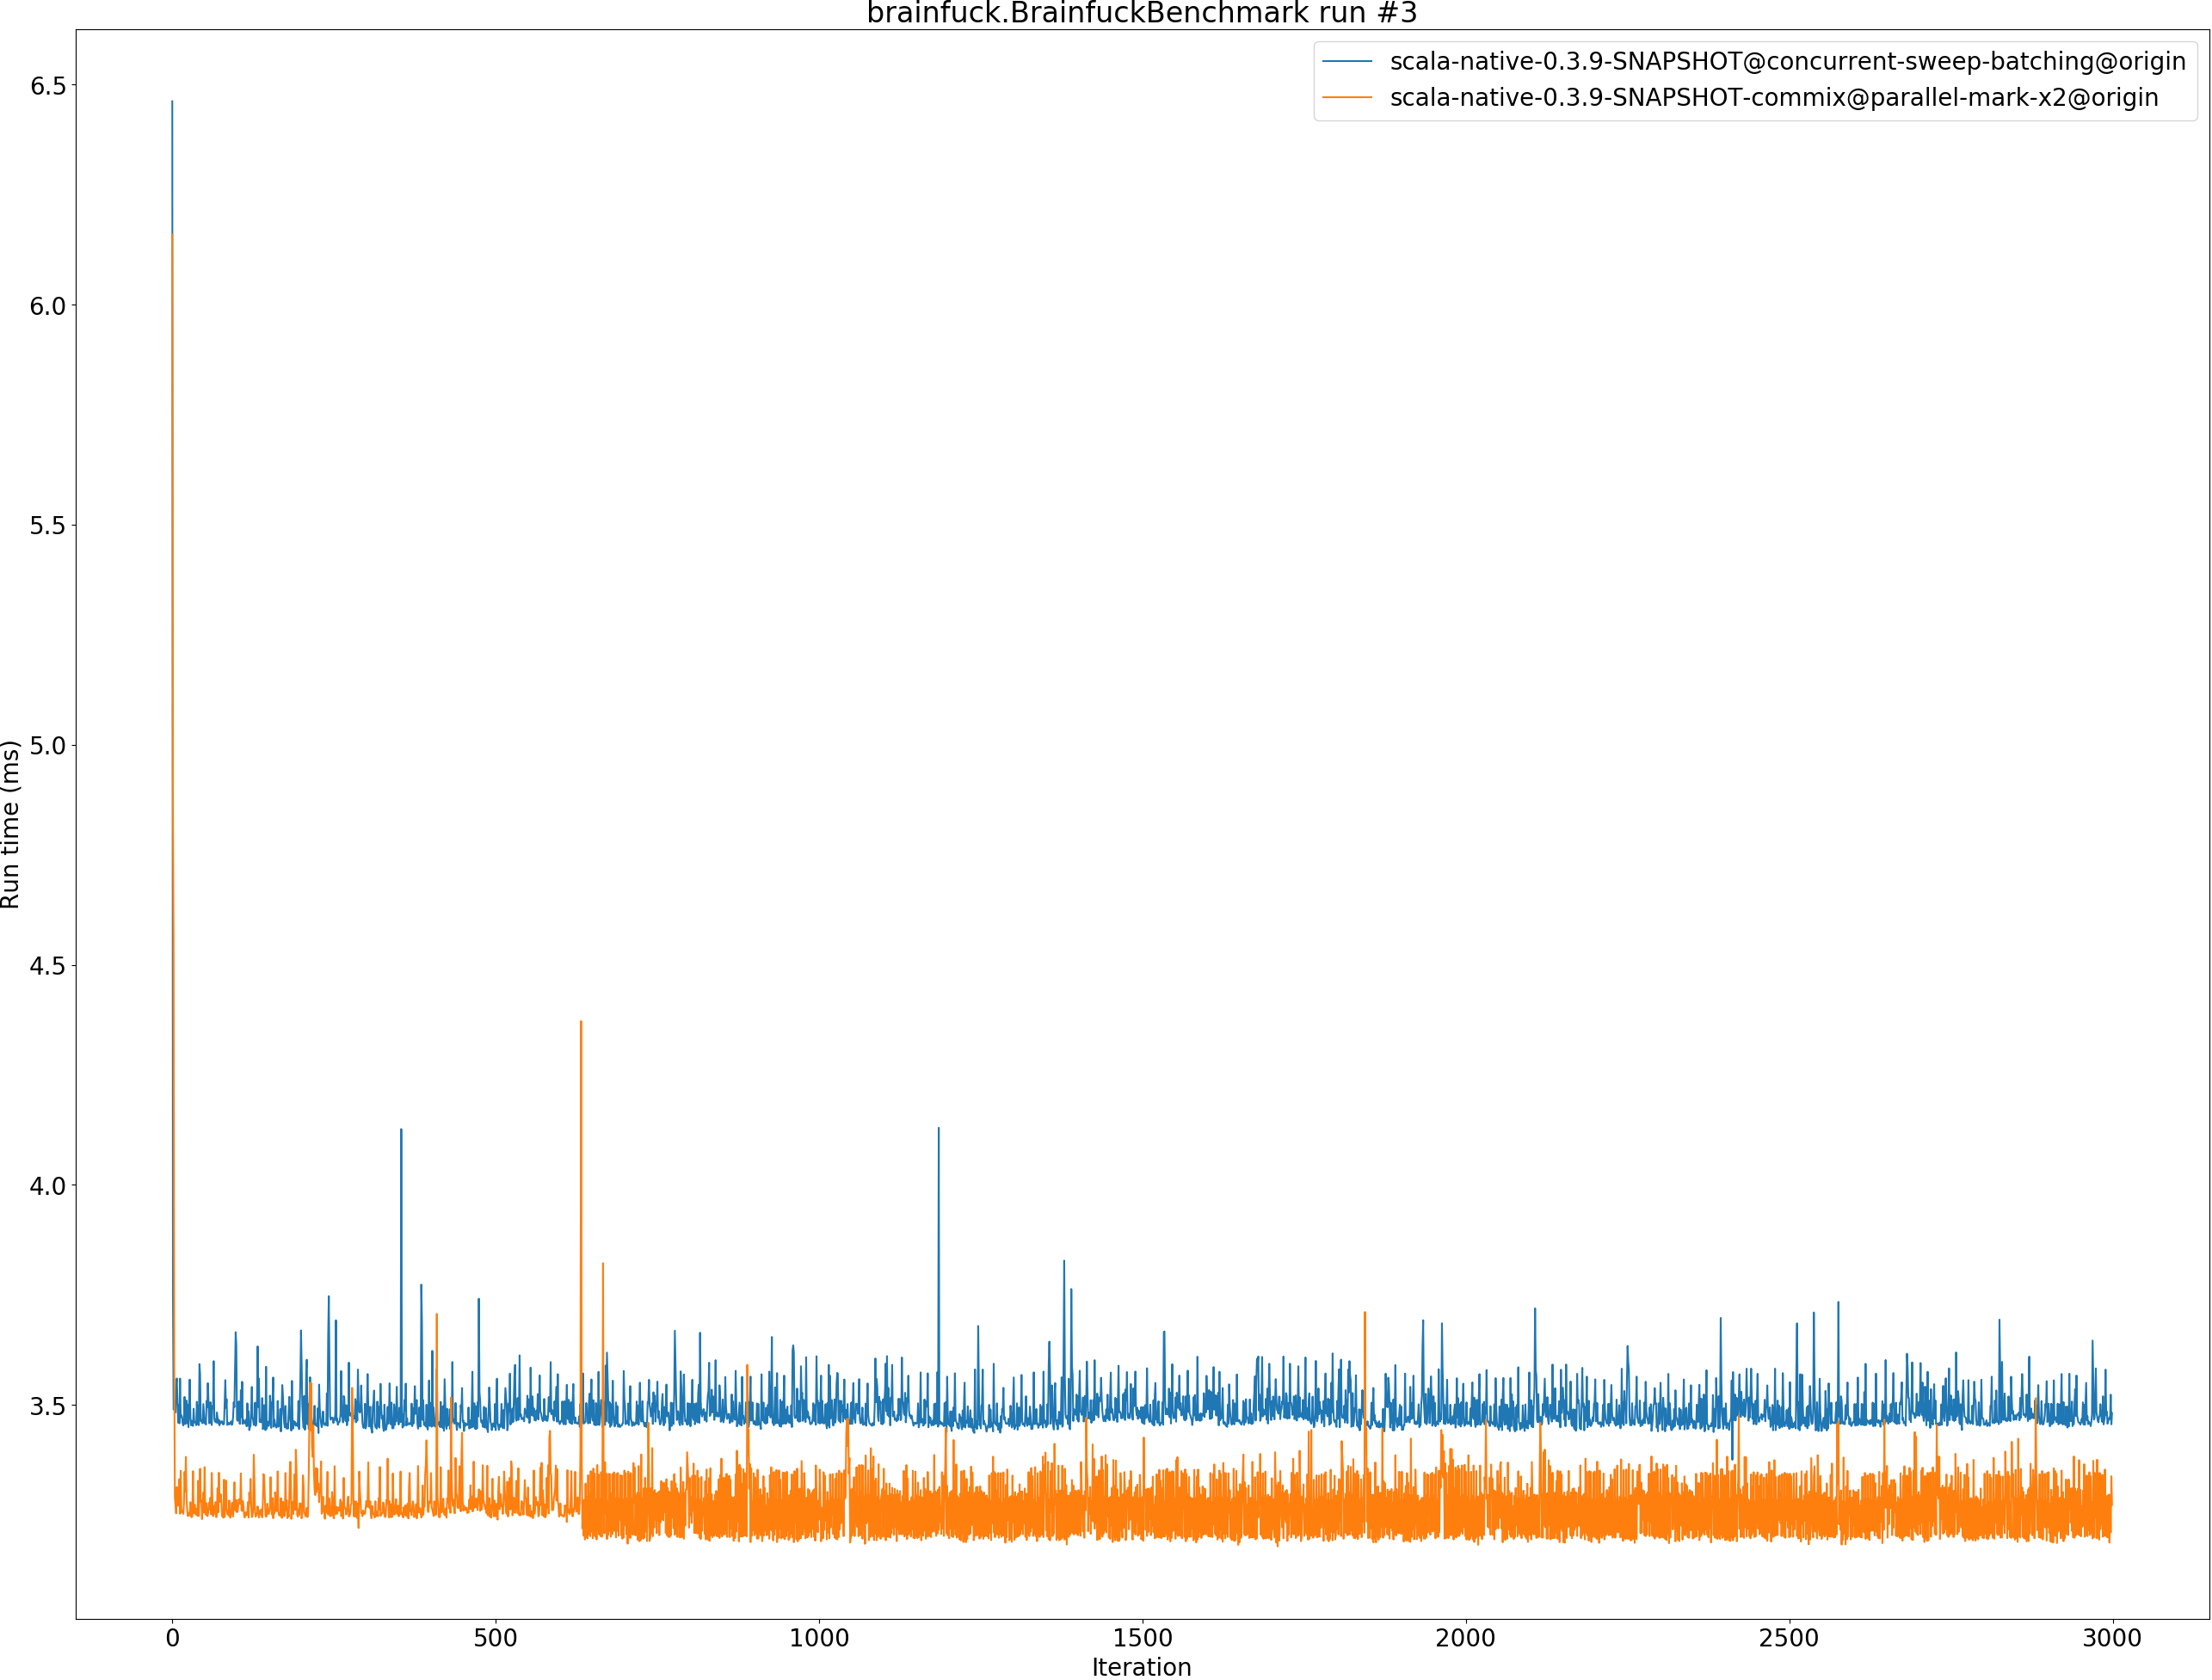 brainfuck.BrainfuckBenchmark run #3
scala-native-0.3.9-SNAPSHOT@concurrent-sweep-batching@origin
scala-native-0.3.9-SNAPSHOT-commix@parallel-mark-x2@origin
6.5
6.0
5.5
5.0
4.5
4.0
3.5
Run time (ms)
0 500 1000 1500 2000 2500 3000
Iteration